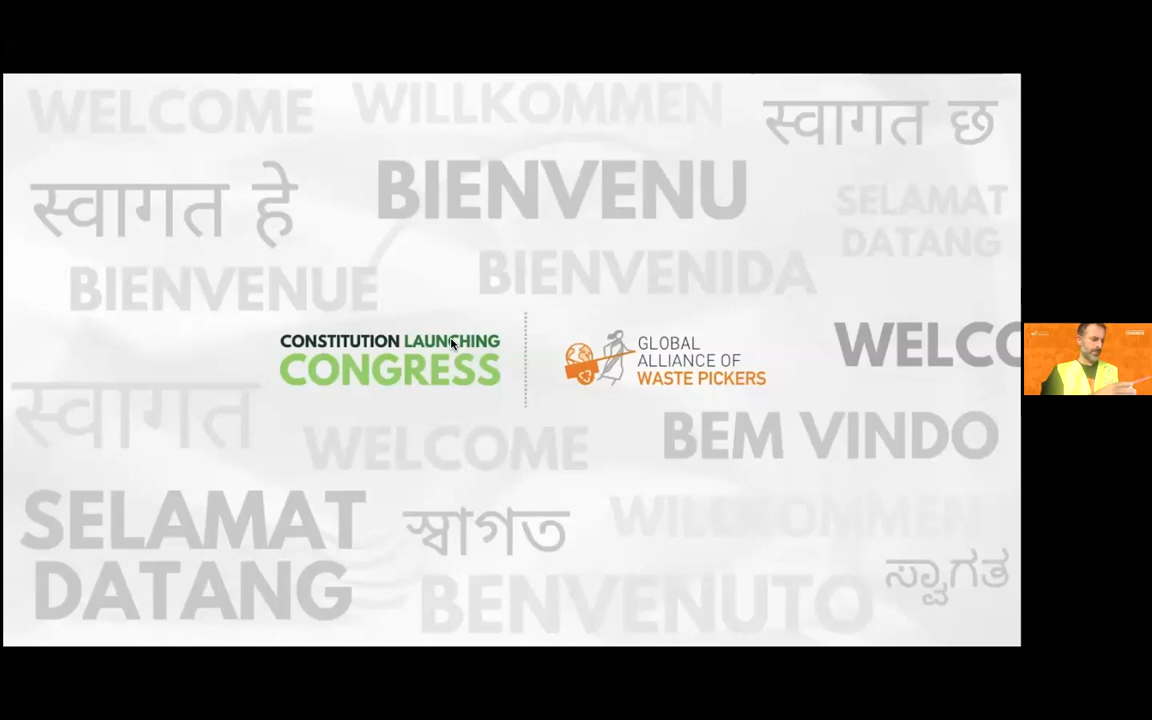 WELCOME
WILLKOMMEN
स्वागत छ
स्वागत हे
BIENVENU
SELAMAT
DATANG
BIENVENUE
BIENVENIDA
CONSTITUTION LAUNCHING
CONGRESS
GLOBAL
ALLIANCE OF
WASTE PICKERS
WELCO
स्वागत
WELCOME
BEM VINDO
SELAMAT
DATANG
স্বাগত
WILLKOMMEN
BENVENUTO
ಸ್ವಾಗತ